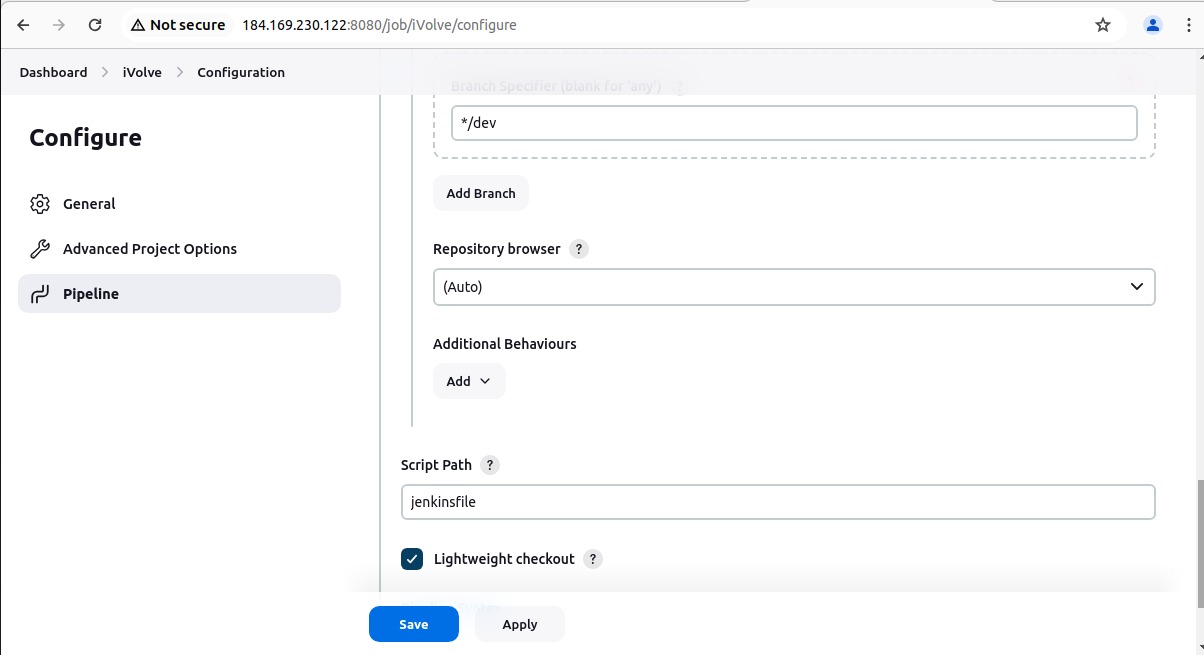 Not secure 184.169.230.122:8080/job/iVolve/configure
Dashboard iVolve Configuration
Configure
General
Advanced Project Options
Pipeline
Branch Specifier (blank for 'any') ?
*/dev
Add Branch
Repository browser ?
(Auto)
Additional Behaviours
Add
Script Path ?
jenkinsfile
Lightweight checkout ?
Save Apply